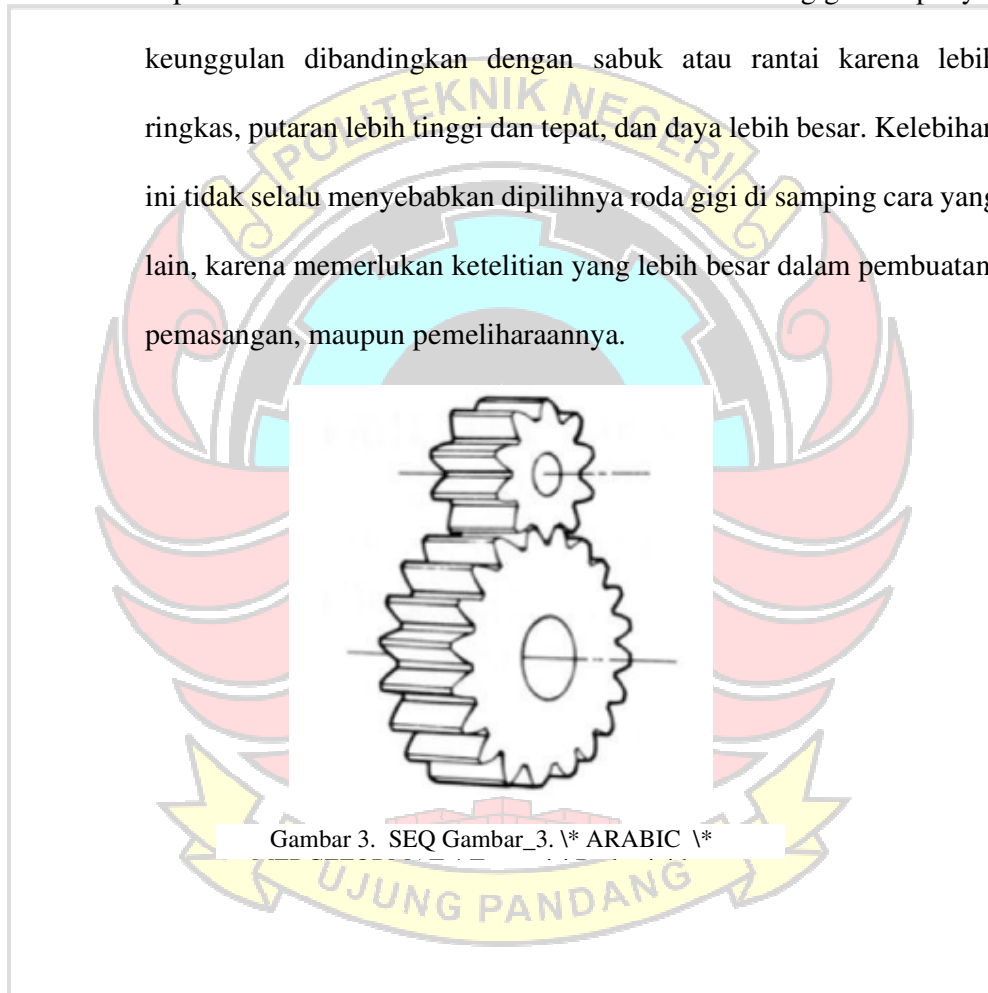 keunggulan dibandingkan dengan sabuk atau rantai karena lebih
ringkas, putaran lebih tinggi dan tepat, dan daya lebih besar. Kelebihan
ini tidak selalu menyebabkan dipilihnya roda gigi di samping cara yang
lain, karena memerlukan ketelitian yang lebih besar dalam pembuatan
pemasangan, maupun pemeliharaannya.
Gambar 3. SEQ Gambar_3. \* ARABIC \*
POLITEKNIK NEGERI
UJUNG PANDANG